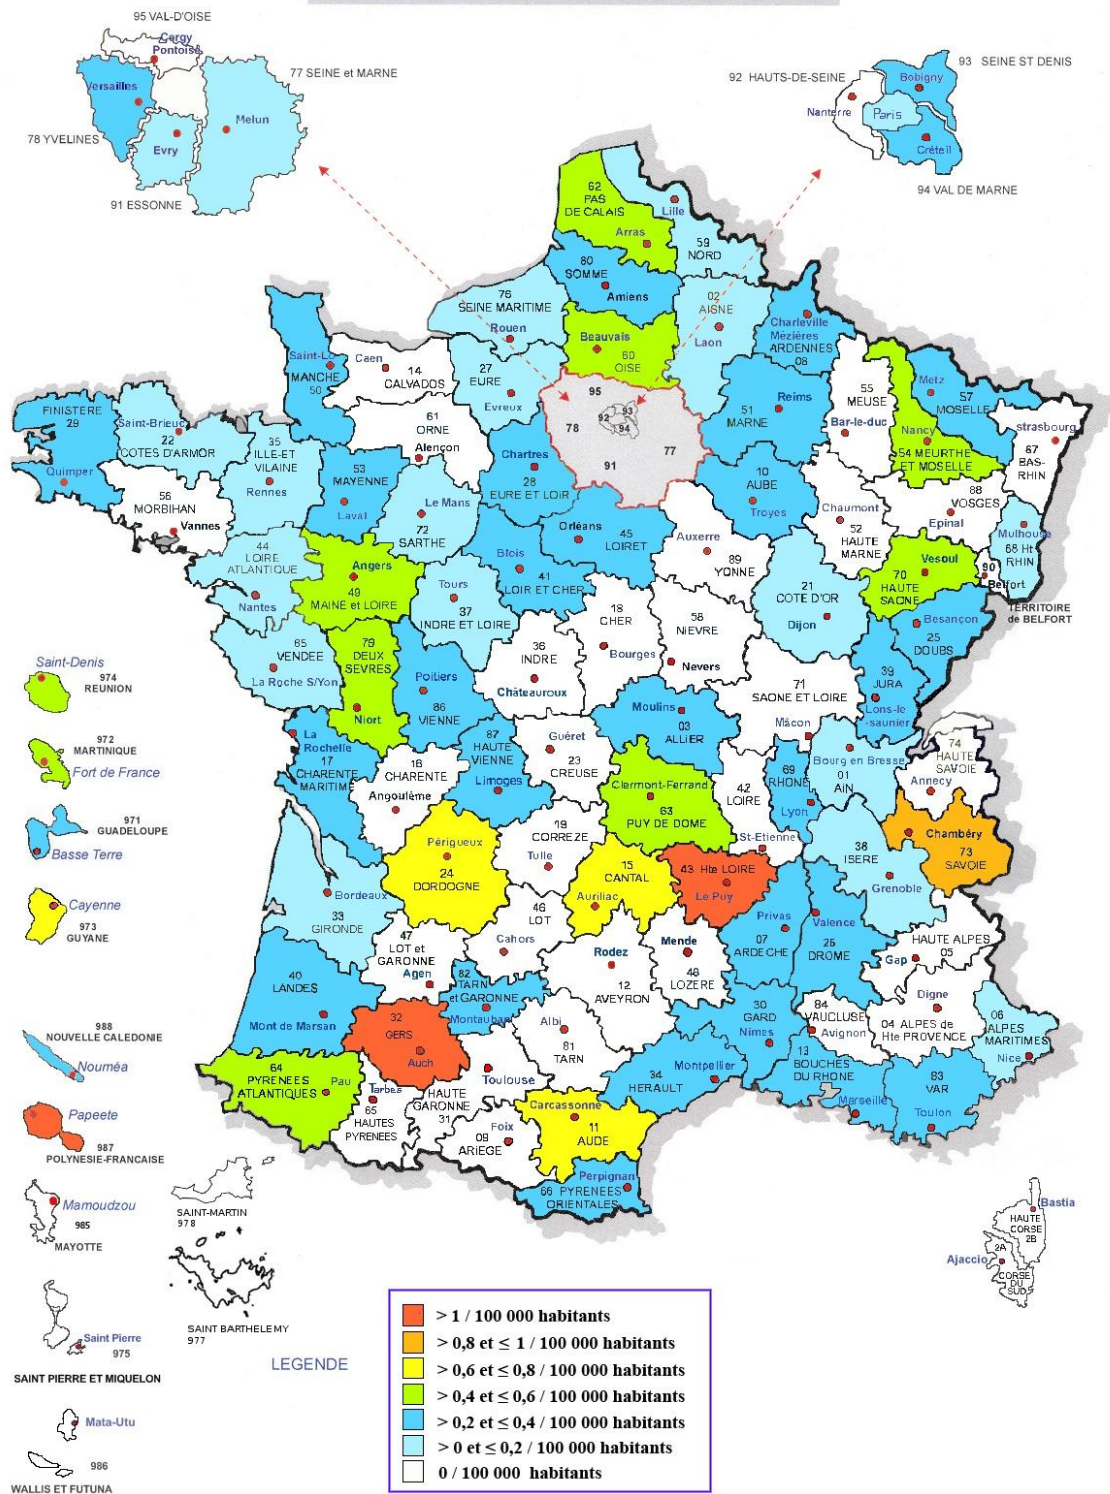 95 VAL-D'OISE
Cergy
Pontoise
77 SEINE et MARNE
Versailles
Melun
78 YVELINES
Evry
91 ESSONNE
93 SEINE ST DENIS
92 HAUTS-DE-SEINE
Bobigny
Nanterre
Paris
Créteil
94 VAL DE MARNE
62
PAS
DE CALAIS
Arras
Lille
59
NORD
80
SOMME
Amiens
76
SEINE MARITIME
Rouen
02
AISNE
Laon
Charleville
Mézières
ARDENNES
08
Beauvais
60
OISE
Saint-Lo
MANCHE
50
Caen
14
CALVADOS
27
EURE
Evreux
61
ORNE
Alençon
95
92
93
94
78
77
91
51
MARNE
Reims
55
MEUSE
Bar-le-duc
Metz
57
MOSELLE
Nancy
54 MEURTHE
ET MOSELLE
strasbourg
67
BAS-
RHIN
FINISTERE
29
Quimper
Saint-Brieuc
22
COTES D'ARMOR
35
ILLE-ET
VILAINE
Rennes
56
MORBIHAN
Vannes
53
MAYENNE
Laval
Le Mans
72
SARTHE
Chartres
28
EURE ET LOIR
10
AUBE
Troyes
Chaumont
52
HAUTE
MARNE
88
VOSGES
Epinal
Mulhouse
68 Ht
RHIN
Orléans
45
LOIRET
Auxerre
89
YONNE
44
LOIRE
ATLANTIQUE
Nantes
Angers
49
MAINE et LOIRE
Tours
37
INDRE ET LOIRE
Blois
41
LOIR ET CHER
18
CHER
Bourges
58
NIEVRE
Nevers
21
COTE D'OR
Dijon
Vesoul
70
HAUTE
SAONE
90
Belfort
TERRITOIRE
de BELFORT
Besançon
25
DOUBS
85
VENDEE
La Roche S/Yon
79
DEUX
SEVRES
Niort
Poitiers
86
VIENNE
36
INDRE
Châteauroux
71
SAONE ET LOIRE
Mâcon
39
JURA
Lons-le
-saunier
Moulins
03
ALLIER
La
Rochelle
17
CHARENTE
MARITIME
16
CHARENTE
Angoulême
87
HAUTE
VIENNE
Limoges
Guéret
23
CREUSE
Clermont-Ferrand
63
PUY DE DOME
42
LOIRE
St-Etienne
69
RHONE
Lyon
Bourg en Bresse
01
AIN
74
HAUTE
SAVOIE
Annecy
Chambéry
73
SAVOIE
38
ISERE
Grenoble
Périgueux
24
DORDOGNE
19
CORREZE
Tulle
15
CANTAL
Auriliac
43 Hte LOIRE
Le Puy
Bordeaux
33
GIRONDE
47
LOT et
GARONNE
Agen
46
LOT
Cahors
Rodez
12
AVEYRON
Mende
48
LOZERE
Privas
07
ARDECHE
Valence
26
DROME
HAUTE ALPES
05
Gap
40
LANDES
Mont de Marsan
82
TARN
et GARONNE
Montauban
32
GERS
Auch
Albi
81
TARN
30
GARD
Nimes
84
VAUCLUSE
Avignon
Digne
04 ALPES de
Hte PROVENCE
06
ALPES
MARITIMES
Nice
64
PYRENEES
ATLANTIQUES
Pau
Tarbes
65
HAUTES
PYRENEES
Toulouse
HAUTE
GARONNE
31
Foix
09
ARIEGE
Carcassonne
11
AUDE
34
HERAULT
Montpellier
13
BOUCHES
DU RHONE
Marseille
83
VAR
Toulon
Perpignan
66 PYRENEES
ORIENTALES
Bastia
HAUTE
CORSE
2B
Ajaccio
2A
CORSE
DU
SUD
Saint-Denis
974
REUNION
972
MARTINIQUE
Fort de France
971
GUADELOUPE
Basse Terre
Cayenne
973
GUYANE
988
NOUVELLE CALEDONIE
Nouméa
Papeete
987
POLYNESIE-FRANCAISE
Mamoudzou
985
MAYOTTE
SAINT-MARTIN
978
SAINT BARTHELEMY
977
Saint Pierre
975
SAINT PIERRE ET MIQUELON
Mata-Utu
986
WALLIS ET FUTUNA
LEGENDE
> 1 / 100 000 habitants
> 0,8 et ≤ 1 / 100 000 habitants
> 0,6 et ≤ 0,8 / 100 000 habitants
> 0,4 et ≤ 0,6 / 100 000 habitants
> 0,2 et ≤ 0,4 / 100 000 habitants
> 0 et ≤ 0,2 / 100 000 habitants
0 / 100 000 habitants